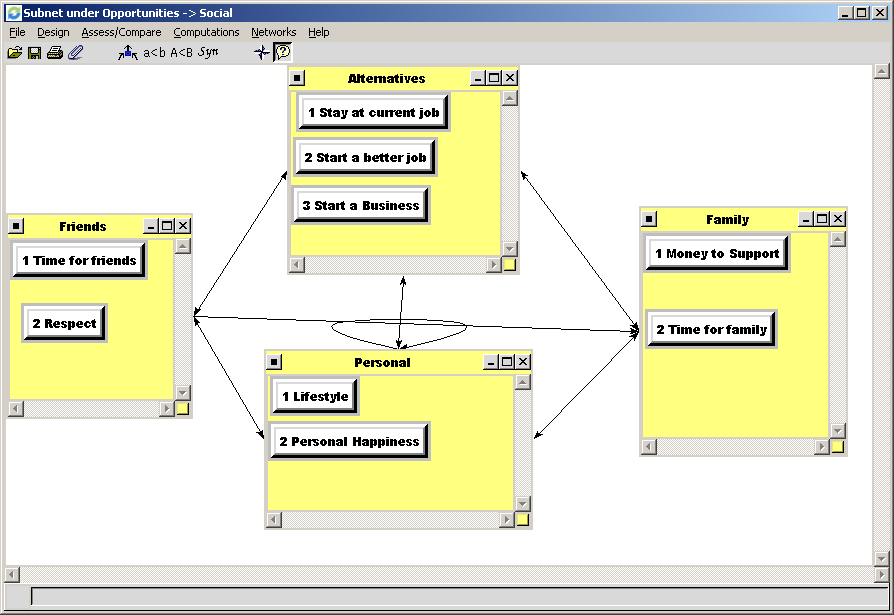 Subnet under Opportunities -> Social
File Design Assess/Compare Computations Networks Help
a<b A<B Syn
Alternatives
1 Stay at current job
2 Start a better job
3 Start a Business
Friends
1 Time for friends
2 Respect
Family
1 Money to Support
2 Time for family
Personal
1 Lifestyle
2 Personal Happiness